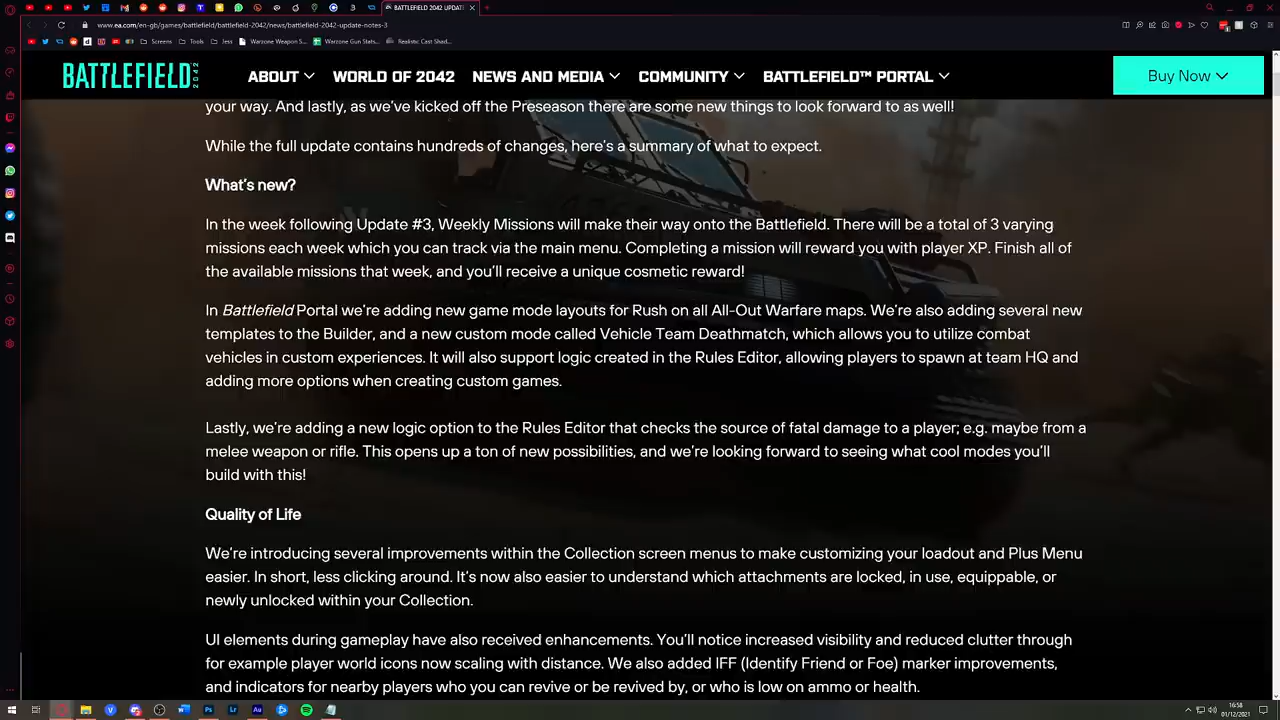 BATTLEFIELD 2042 UPDAT
www.ea.com/en-gb/games/battlefield/battlefield-2042/news/battlefield-2042-update-notes-3
Screens
Tools
Jess
Warzone Weapon S...
Warzone Gun Stats...
Realistic Cast Shad...
BATTLEFIELD 2042
ABOUT
WORLD OF 2042
NEWS AND MEDIA
COMMUNITY
BATTLEFIELD™ PORTAL
Buy Now
your way. And lastly, as we've kicked off the Preseason there are some new things to look forward to as well!
While the full update contains hundreds of changes, here's a summary of what to expect.
What's new?
In the week following Update #3, Weekly Missions will make their way onto the Battlefield. There will be a total of 3 varying
missions each week which you can track via the main menu. Completing a mission will reward you with player XP. Finish all of
the available missions that week, and you'll receive a unique cosmetic reward!
In Battlefield Portal we're adding new game mode layouts for Rush on all All-Out Warfare maps. We're also adding several new
templates to the Builder, and a new custom mode called Vehicle Team Deathmatch, which allows you to utilize combat
vehicles in custom experiences. It will also support logic created in the Rules Editor, allowing players to spawn at team HQ and
adding more options when creating custom games.
Lastly, we're adding a new logic option to the Rules Editor that checks the source of fatal damage to a player; e.g. maybe from a
melee weapon or rifle. This opens up a ton of new possibilities, and we're looking forward to seeing what cool modes you'll
build with this!
Quality of Life
We're introducing several improvements within the Collection screen menus to make customizing your loadout and Plus Menu
easier. In short, less clicking around. It's now also easier to understand which attachments are locked, in use, equippable, or
newly unlocked within your Collection.
UI elements during gameplay have also received enhancements. You'll notice increased visibility and reduced clutter through
for example player world icons now scaling with distance. We also added IFF (Identify Friend or Foe) marker improvements,
and indicators for nearby players who you can revive or be revived by, or who is low on ammo or health.
16:58
01/12/2021